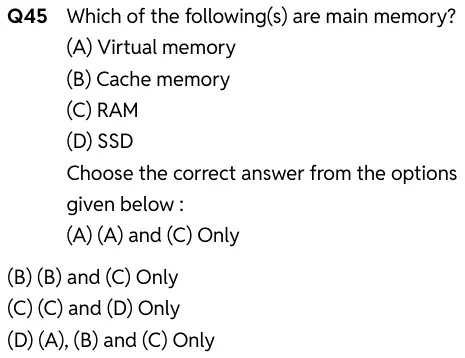 Q45 Which of the following(s) are main memory?
(A) Virtual memory
(B) Cache memory
(C) RAM
(D) SSD
Choose the correct answer from the options
given below :
(A) (A) and (C) Only
(B) (B) and (C) Only
(C) (C) and (D) Only
(D) (A), (B) and (C) Only